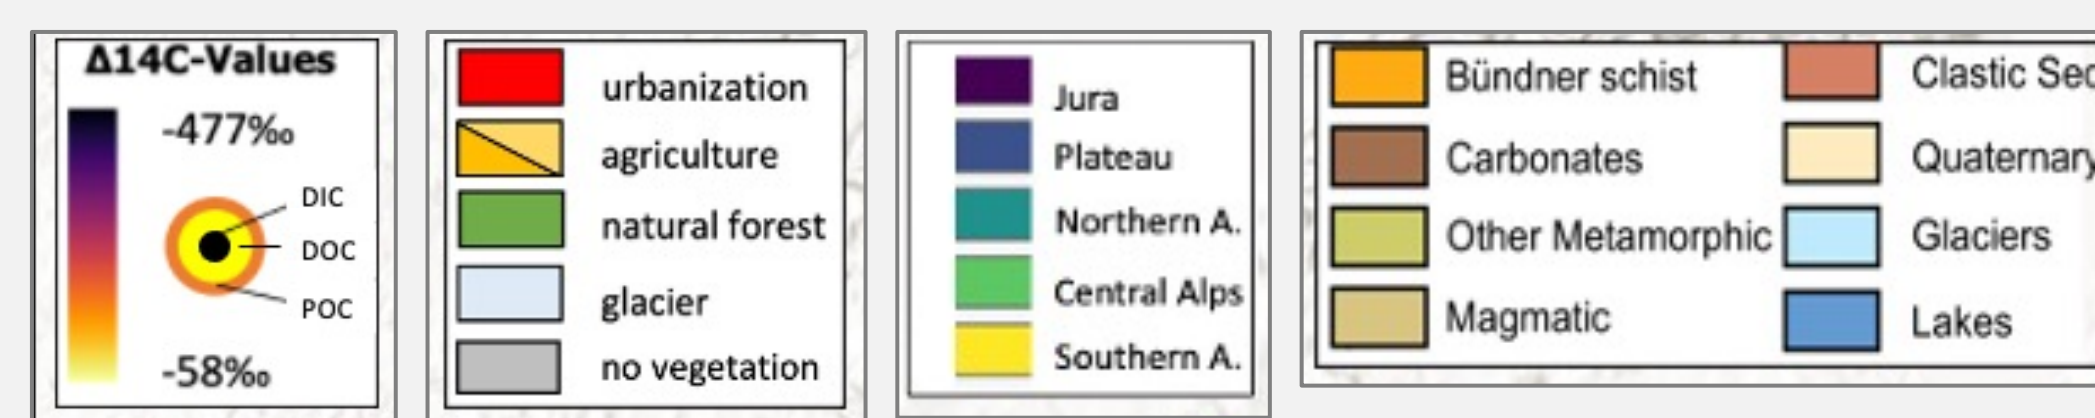 Δ14C-Values
-477‰
DIC
DOC
POC
-58‰
urbanization
agriculture
natural forest
glacier
no vegetation
Jura
Plateau
Northern A.
Central Alps
Southern A.
Bündner schist
Carbonates
Other Metamorphic
Magmatic
Clastic
Quaternary
Glaciers
Lakes